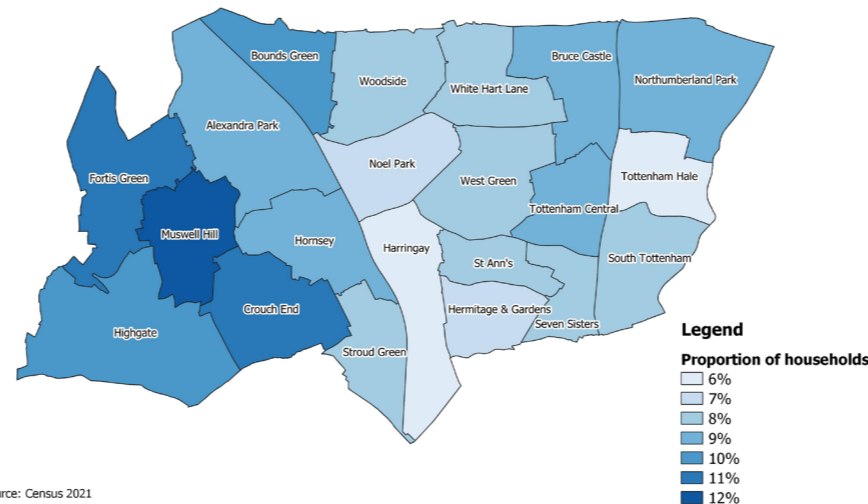 Bounds Green
Woodside
White Hart Lane
Bruce Castle
Northumberland Park
Alexandra Park
Noel Park
West Green
Tottenham Hale
Fortis Green
Muswell Hill
Hornsey
Harringay
Tottenham Central
St Ann's
South Tottenham
Highgate
Crouch End
Stroud Green
Hermitage & Gardens
Seven Sisters
Legend
Proportion of households
6%
7%
8%
9%
10%
11%
12%
urce: Census 2021